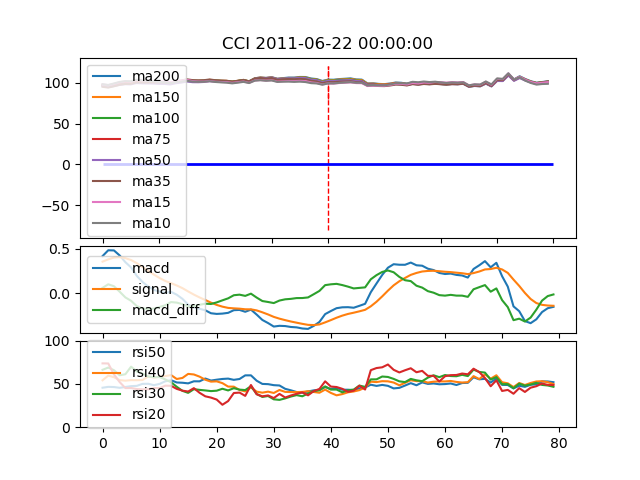 CCI 2011-06-22 00:00:00
100
50
0
−50
ma200
ma150
ma100
ma75
ma50
ma35
ma15
ma10
0.5
0.0
macd
signal
macd_diff
100
50
0
rsi50
rsi40
rsi30
rsi20
0 10 20 30 40 50 60 70 80